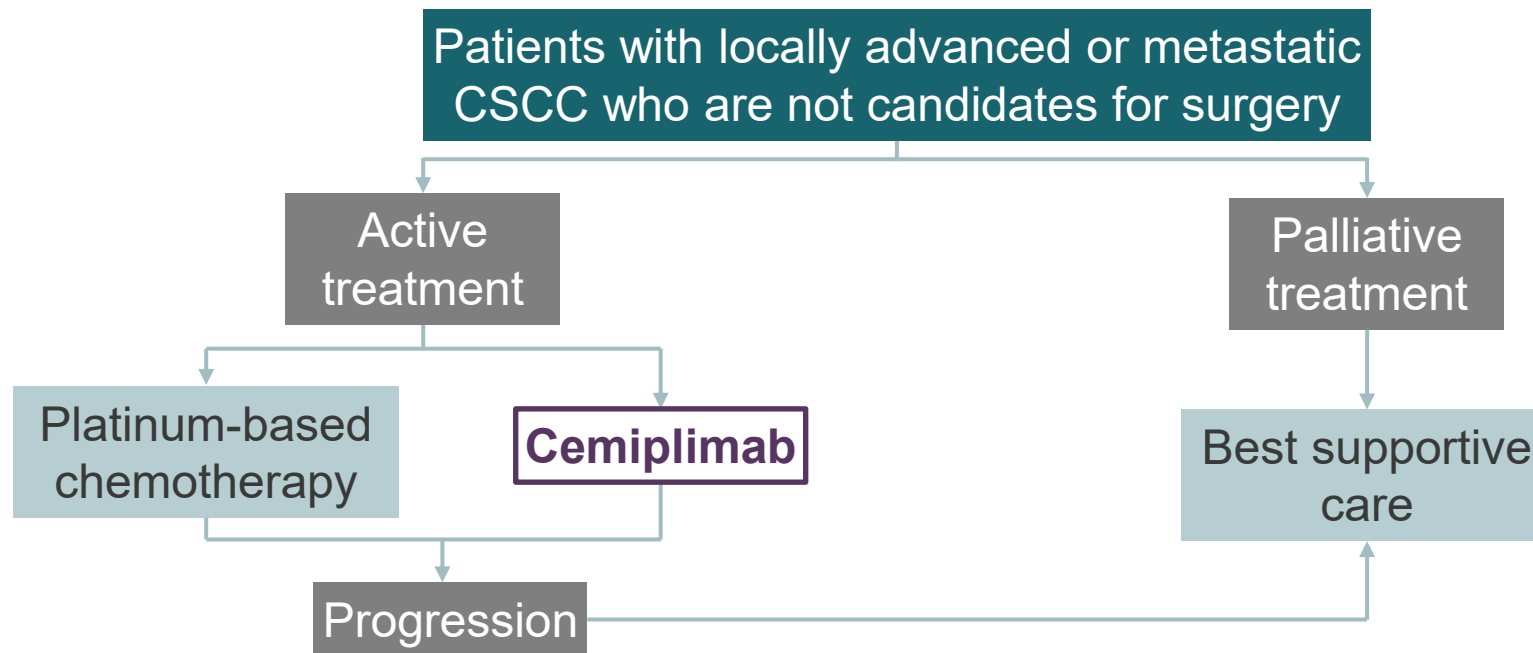 Patients with locally advanced or metastatic
CSCC who are not candidates for surgery
Active
treatment
Palliative
treatment
Platinum-based
chemotherapy
Cemiplimab
Best supportive
care
Progression